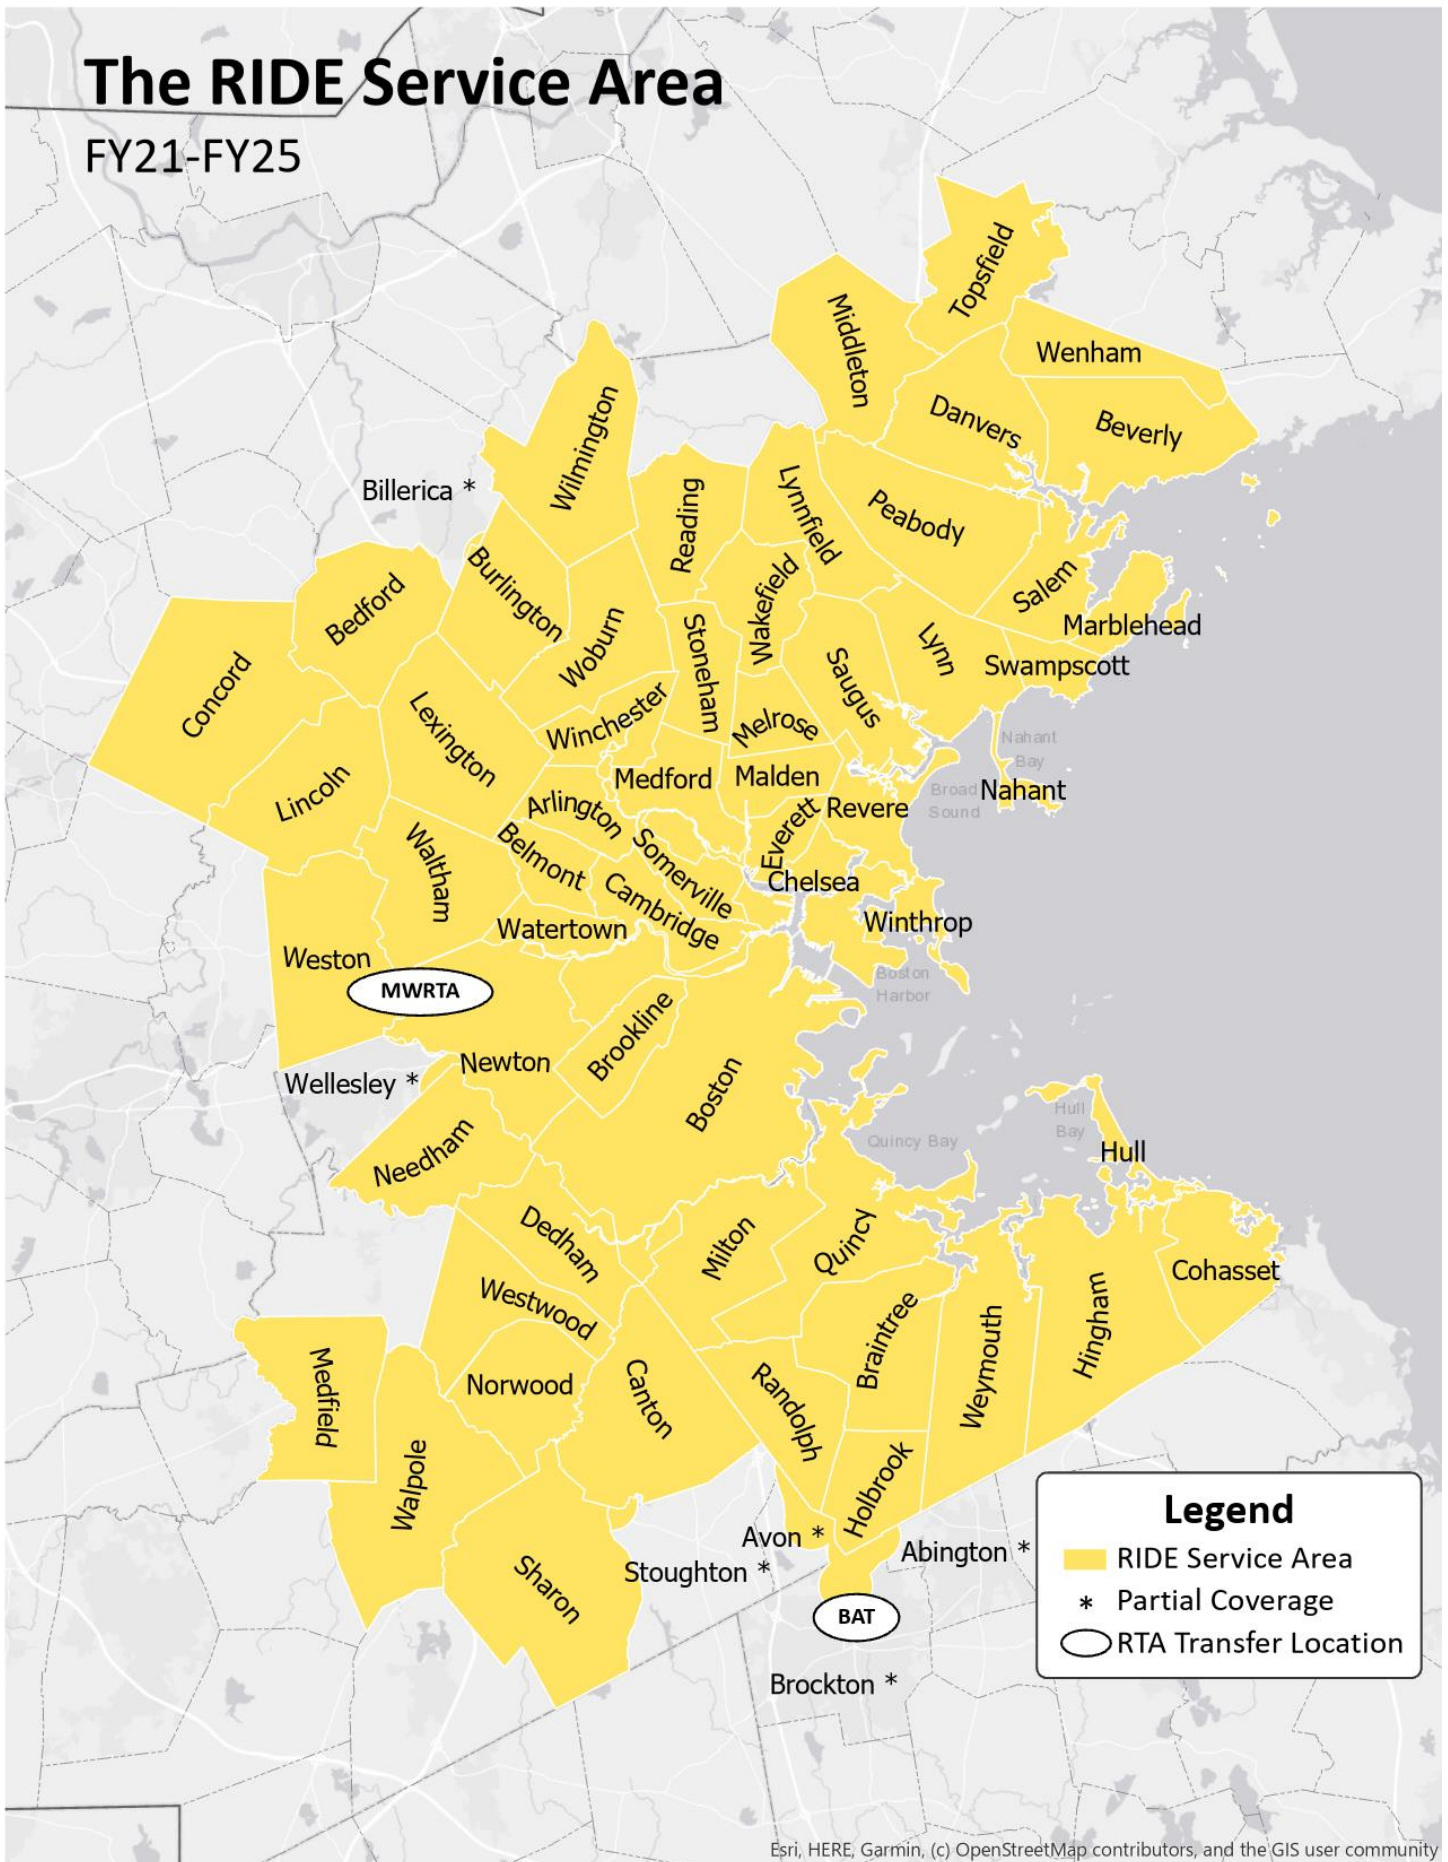 The RIDE Service Area
FY21-FY25
Topsfield
Middleton
Wenham
Danvers
Beverly
Wilmington
Billerica *
Reading
Lynnfield
Peabody
Burlington
Bedford
Wakefield
Salem
Marblehead
Woburn
Stoneham
Lynn
Swampscott
Concord
Saugus
Lexington
Winchester
Melrose
Nahant
Bay
Lincoln
Medford
Malden
Nahant
Broad
Sound
Arlington
Everett
Revere
Waltham
Belmont
Somerville
Chelsea
Cambridge
Winthrop
Watertown
Weston
MWRTA
Boston
Harbor
Newton
Brookline
Wellesley *
Boston
Hull
Bay
Quincy Bay
Hull
Needham
Dedham
Milton
Quincy
Cohasset
Westwood
Hingham
Braintree
Weymouth
Medfield
Norwood
Canton
Randolph
Walpole
Holbrook
Avon *
Abington *
Stoughton *
Sharon
BAT
Brockton *
Legend
RIDE Service Area
* Partial Coverage
RTA Transfer Location
Esri, HERE, Garmin, (c) OpenStreetMap contributors, and the GIS user community